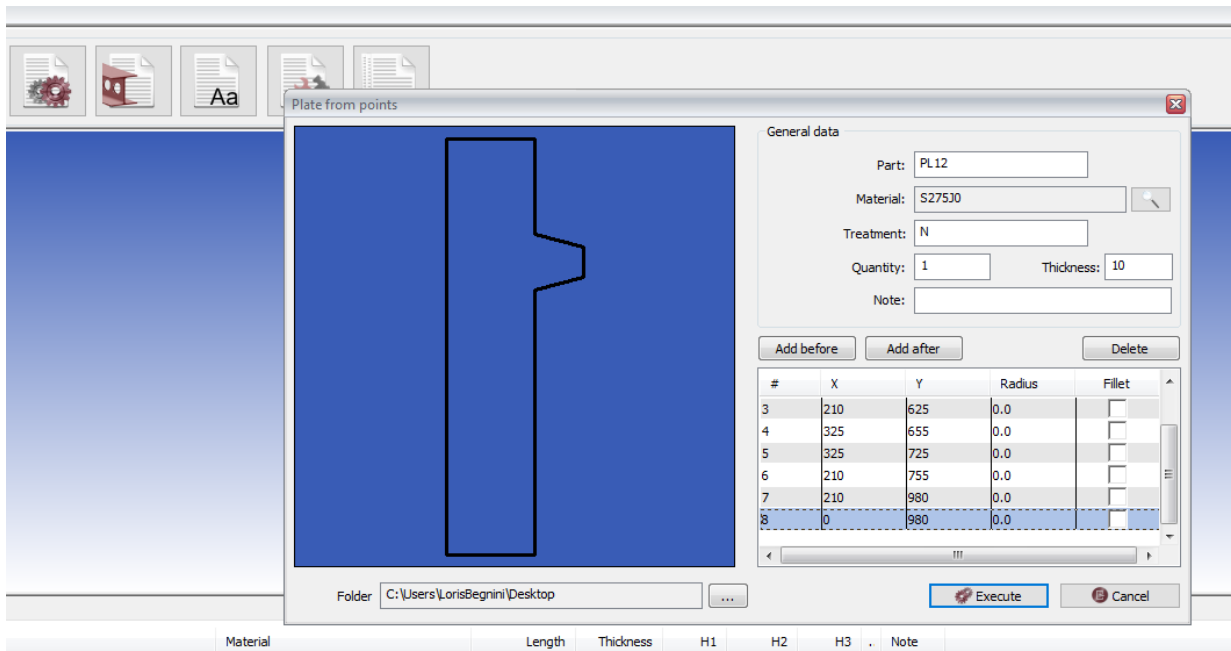 Aa
Plate from points
General data
Part: PL12
Material: S275J0
Treatment: N
Quantity: 1 Thickness: 10
Note:
Add before Add after Delete
# X Y Radius Fillet
3 210 625 0.0
4 325 655 0.0
5 325 725 0.0
6 210 755 0.0
7 210 980 0.0
8 0 980 0.0
Folder C:\Users\LorisBegnini\Desktop ... Execute Cancel
Material Length Thickness H1 H2 H3 .. Note